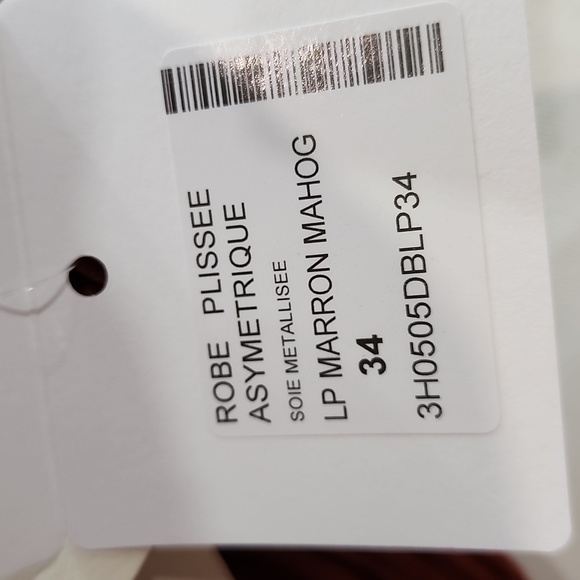 ROBE PLISSEE
ASYMETRIQUE
SOIE METALLISEE
LP MARRON MAHOG
34
3H0505DBLP34